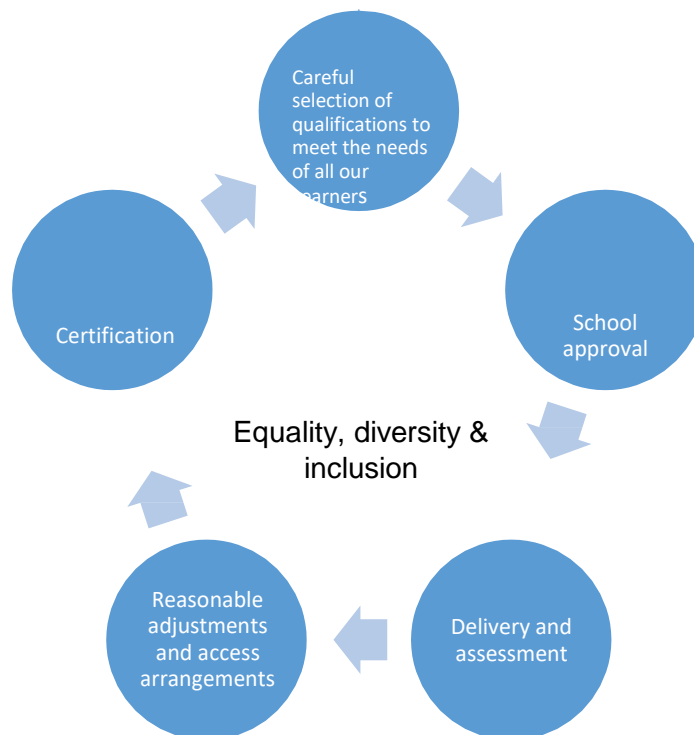 Careful
selection of
qualifications to
meet the needs
of all our
learners
School
approval
Certification
Equality, diversity &
inclusion
Reasonable
adjustments
and access
arrangements
Delivery and
assessment